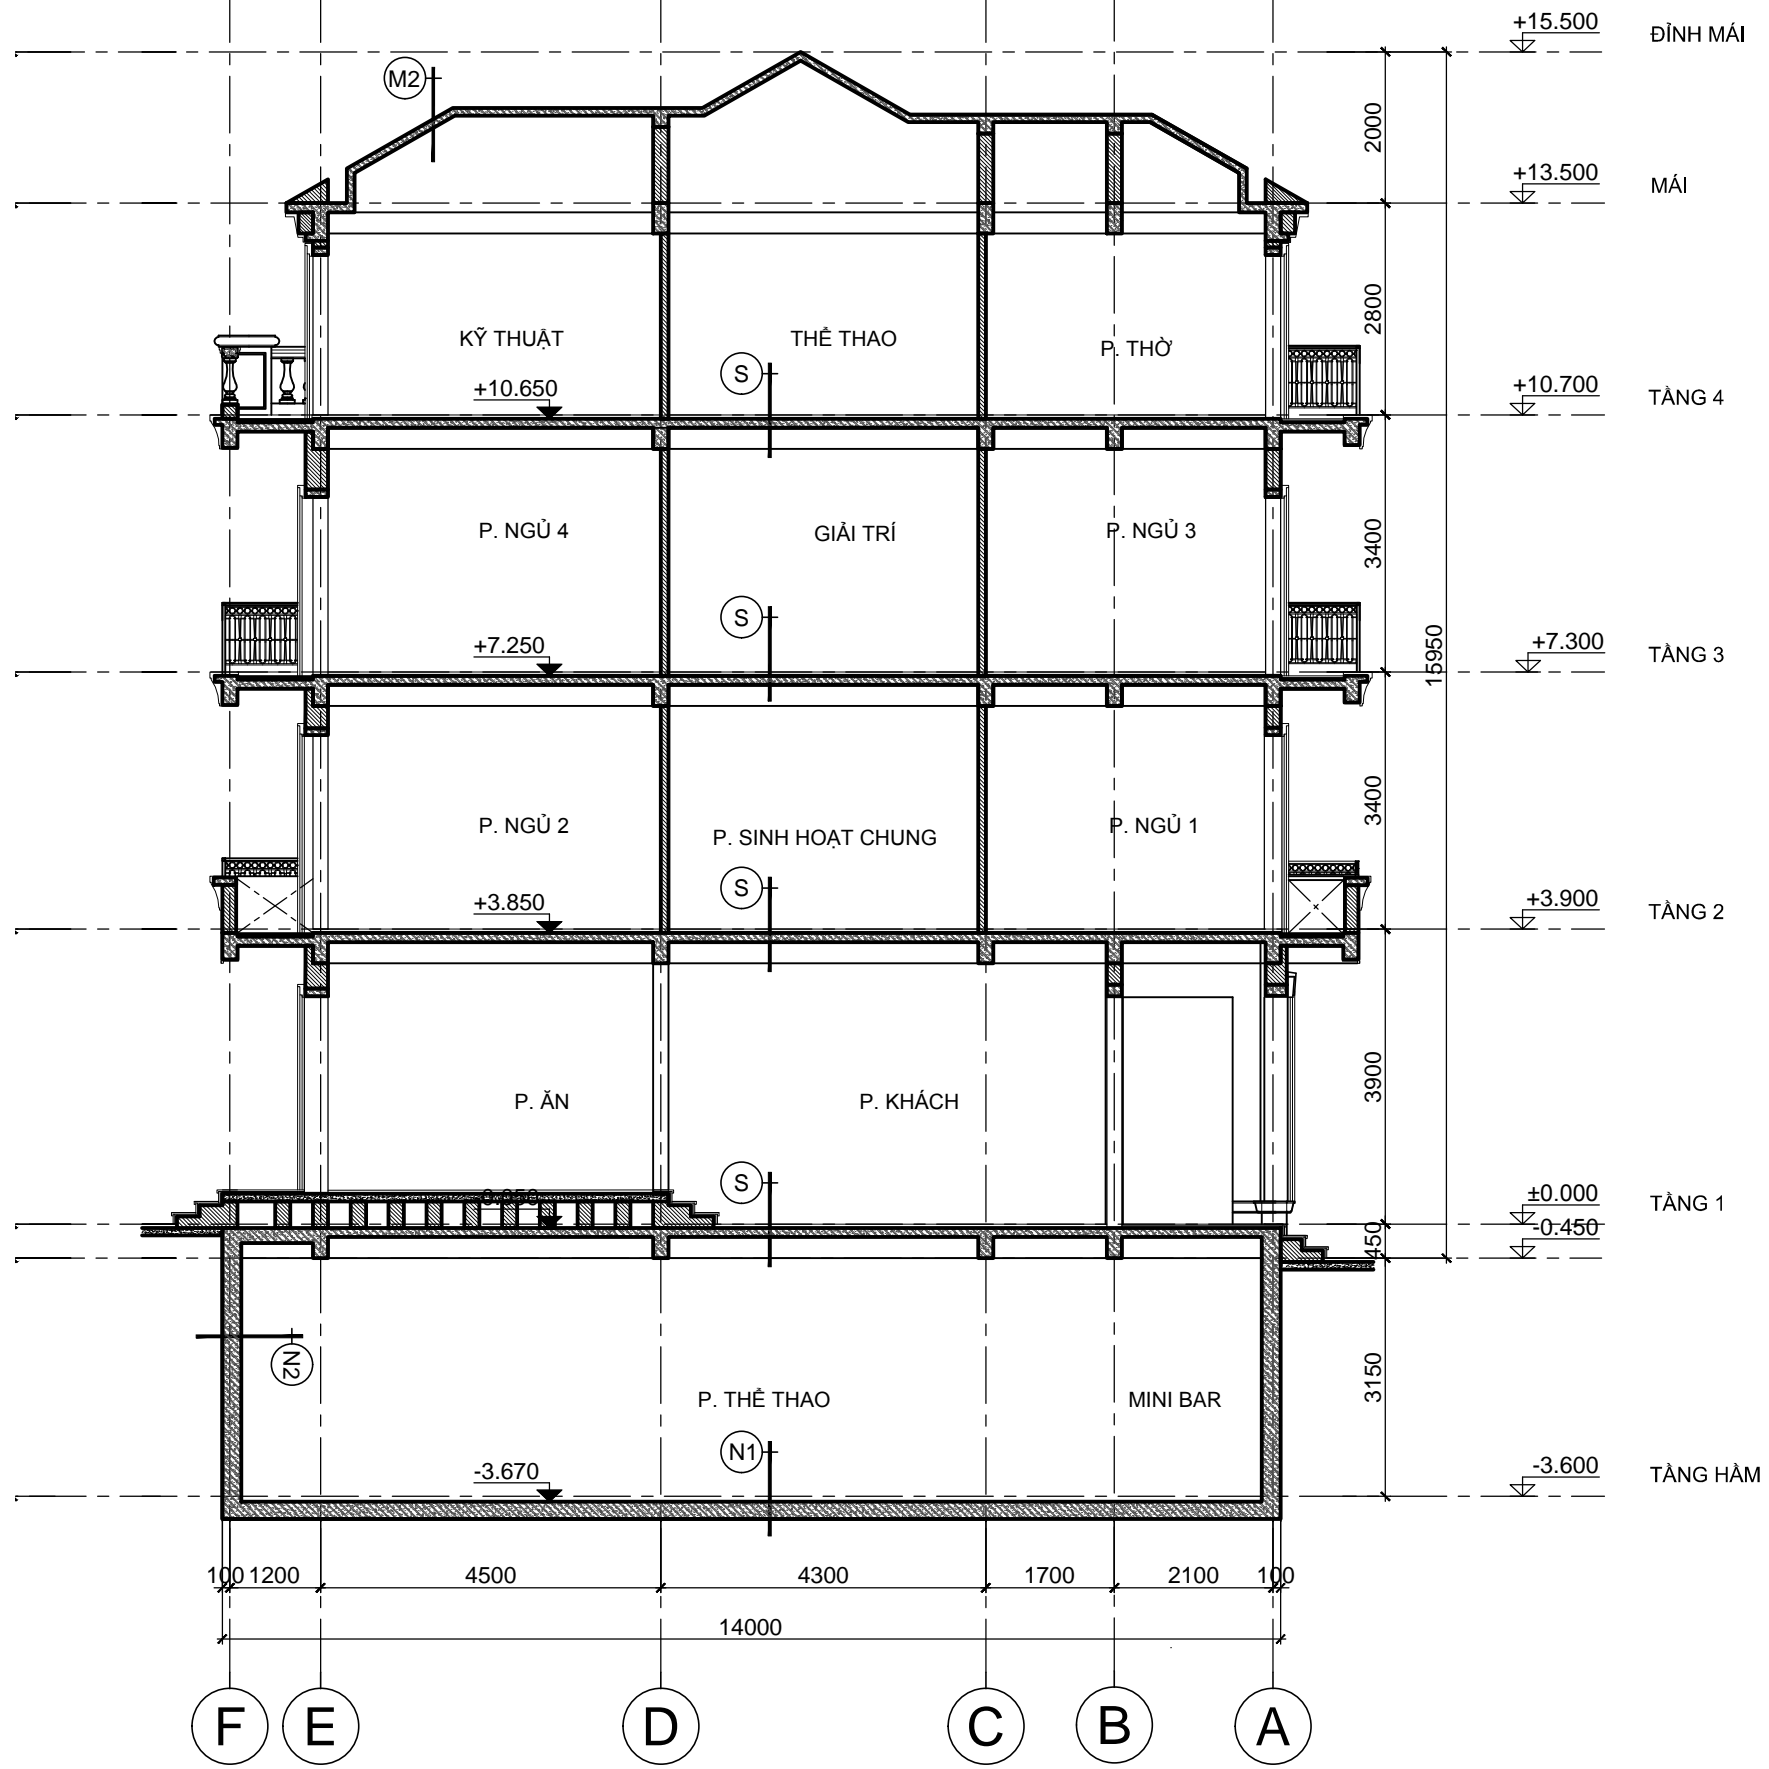 +15.500
ĐỈNH MÁI
M2
2000
+13.500
MÁI
2800
KỸ THUẬT
THỂ THAO
P. THỜ
S
+10.650
+10.700
TẦNG 4
P. NGỦ 4
GIẢI TRÍ
P. NGỦ 3
3400
S
+7.250
+7.300
TẦNG 3
15950
P. NGỦ 2
P. SINH HOẠT CHUNG
P. NGỦ 1
3400
S
+3.850
+3.900
TẦNG 2
P. ĂN
P. KHÁCH
3900
S
±0.000
TẦNG 1
-0.450
450
N2
P. THỂ THAO
MINI BAR
3150
N1
-3.670
-3.600
TẦNG HẦM
100 1200 4500 4300 1700 2100 100
14000
F E D C B A